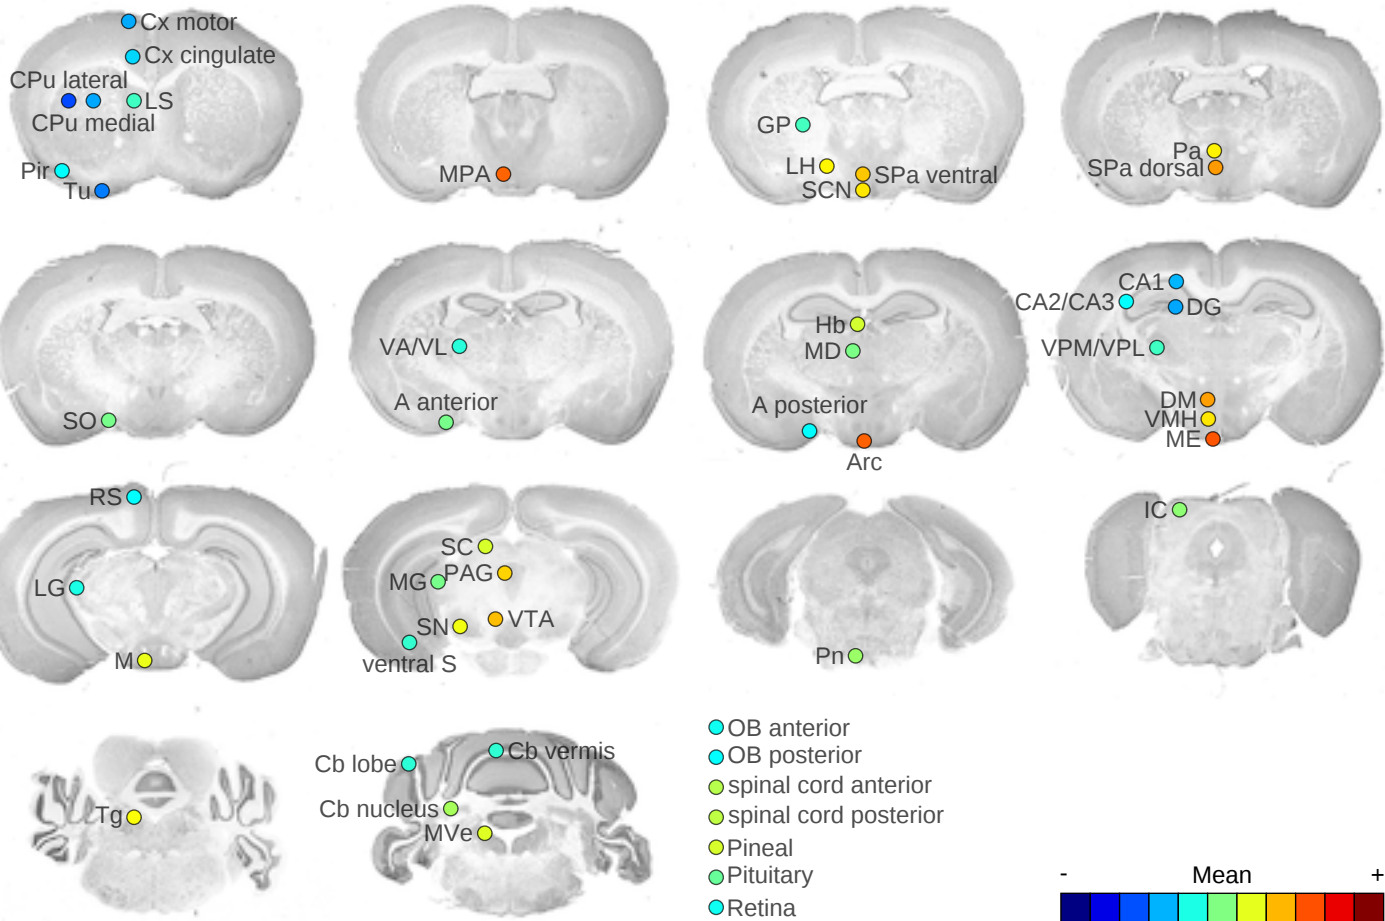 Cx motor
Cx cingulate
CPu lateral
LS
CPu medial
Pir
Tu
MPA
GP
LH
SPa ventral
SCN
Pa
SPa dorsal
SO
VA/VL
A anterior
Hb
MD
A posterior
Arc
CA1
CA2/CA3
DG
VPM/VPL
DM
VMH
ME
RS
LG
M
SC
PAG
MG
SN
VTA
ventral S
Pn
IC
Tg
Cb lobe
Cb vermis
Cb nucleus
MVe
OB anterior
OB posterior
spinal cord anterior
spinal cord posterior
Pineal
Pituitary
Retina
- Mean +